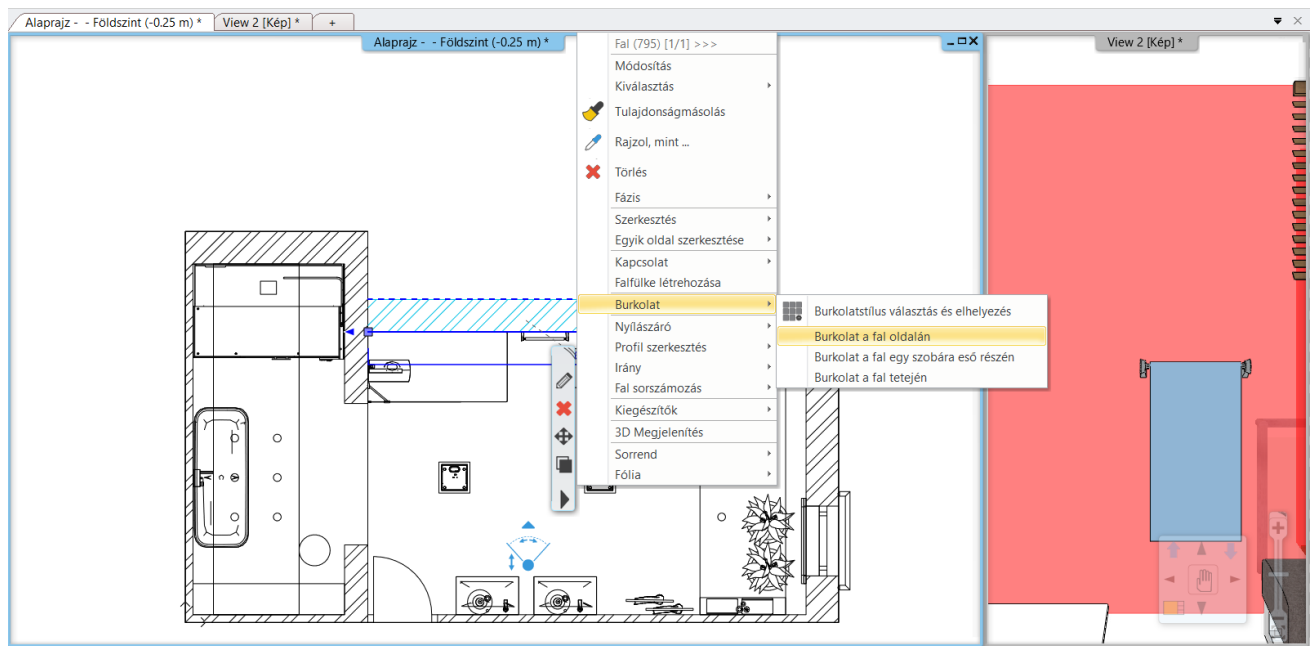 Alaprajz - - Földszint (-0.25 m) *
View 2 [Kép] *
+
Alaprajz - - Földszint (-0.25 m) *
View 2 [Kép] *
Fal (795) [1/1] >>>
Módosítás
Kiválasztás
Tulajdonságmásolás
Rajzol, mint ...
Törlés
Fázis
Szerkesztés
Egyik oldal szerkesztése
Kapcsolat
Falfülke létrehozása
Burkolat
Nyílászáró
Profil szerkesztés
Irány
Fal sorszámozás
Kiegészítők
3D Megjelenítés
Sorrend
Fólia
Burkolatstílus választás és elhelyezés
Burkolat a fal oldalán
Burkolat a fal egy szobára eső részén
Burkolat a fal tetején